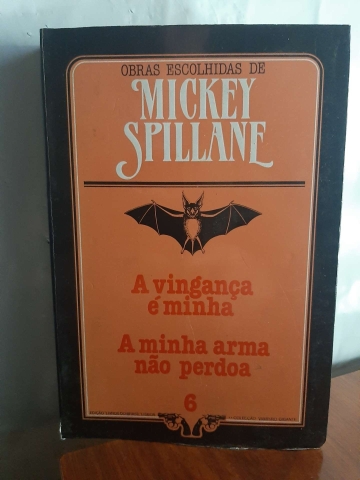 OBRAS ESCOLHIDAS DE
MICKEY
SPILLANE
A vingança
é minha
A minha arma
não perdoa
6